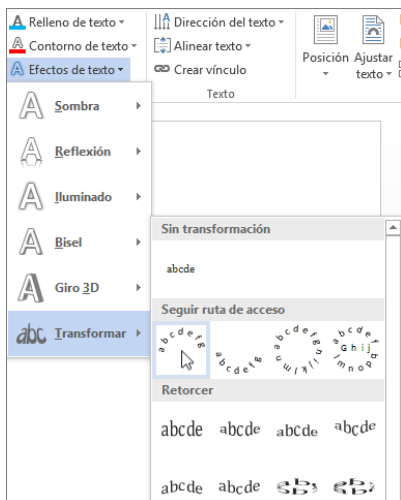 A Relleno de texto
Dirección del texto
A Contorno de texto
Alinear texto
A Efectos de texto
Crear vínculo
Texto
Posición
Ajustar
texto
A Sombra
A Reflexión
A Iluminado
A Bisel
A Giro 3D
abc Transformar
Sin transformación
abcde
Seguir ruta de acceso
Retorcer
abcde abcde abcde abcde
abcde abcde